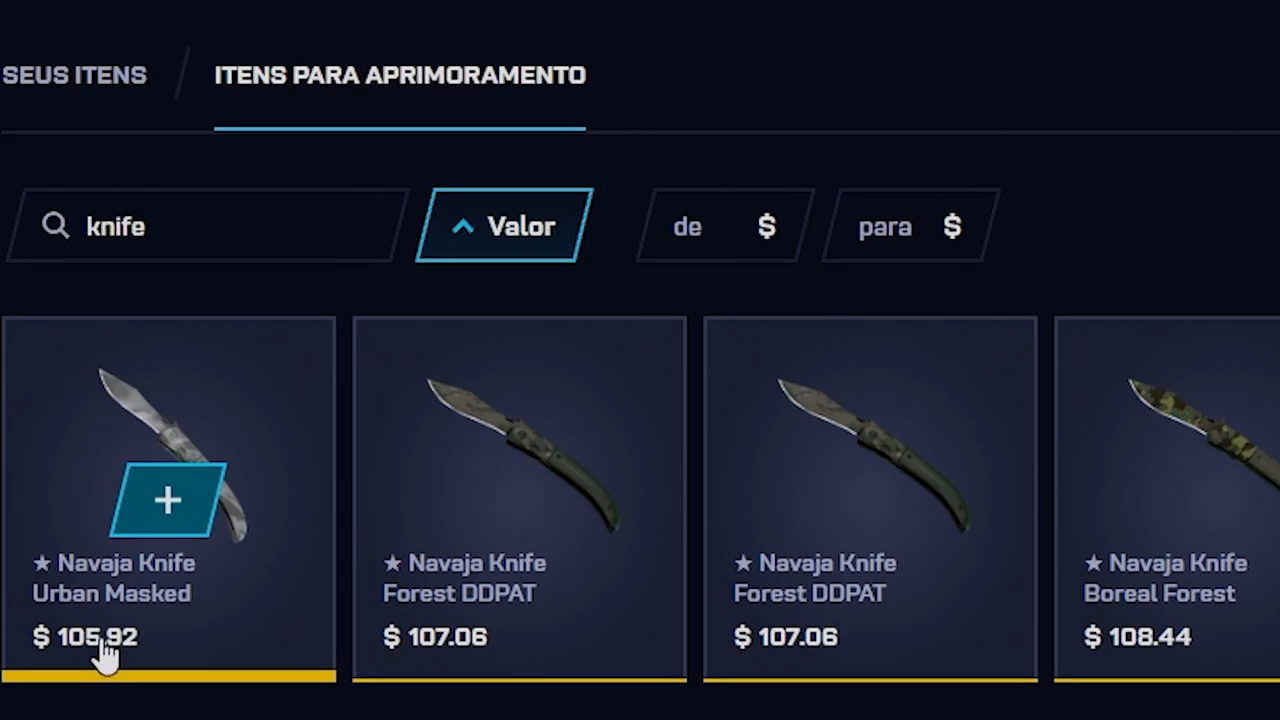 SEUS ITENS / ITENS PARA APRIMORAMENTO
knife Valor de $ para $
★ Navaja Knife
Urban Masked
$ 105.92
★ Navaja Knife
Forest DDPAT
$ 107.06
★ Navaja Knife
Forest DDPAT
$ 107.06
★ Navaja Knife
Boreal Forest
$ 108.44